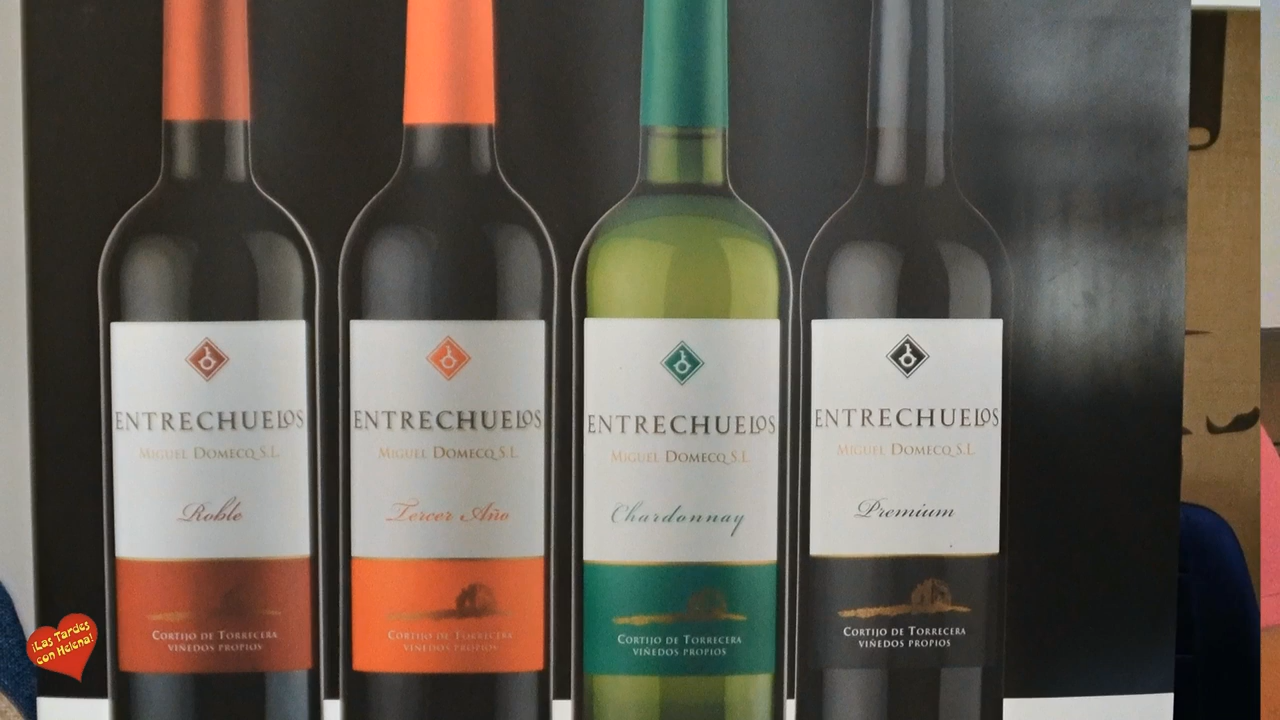 ENTRECHUELOS
MIGUEL DOMECQ S.L.
Roble
CORTIJO DE TORRECERA
VIÑEDOS PROPIOS
ENTRECHUELOS
MIGUEL DOMECQ S.L.
Tercer Año
CORTIJO DE TORRECERA
VIÑEDOS PROPIOS
ENTRECHUELOS
MIGUEL DOMECQ S.L.
Chardonnay
CORTIJO DE TORRECERA
VIÑEDOS PROPIOS
ENTRECHUELOS
MIGUEL DOMECQ S.L.
Premium
CORTIJO DE TORRECERA
VIÑEDOS PROPIOS
¡Las Tardes
con Helena!